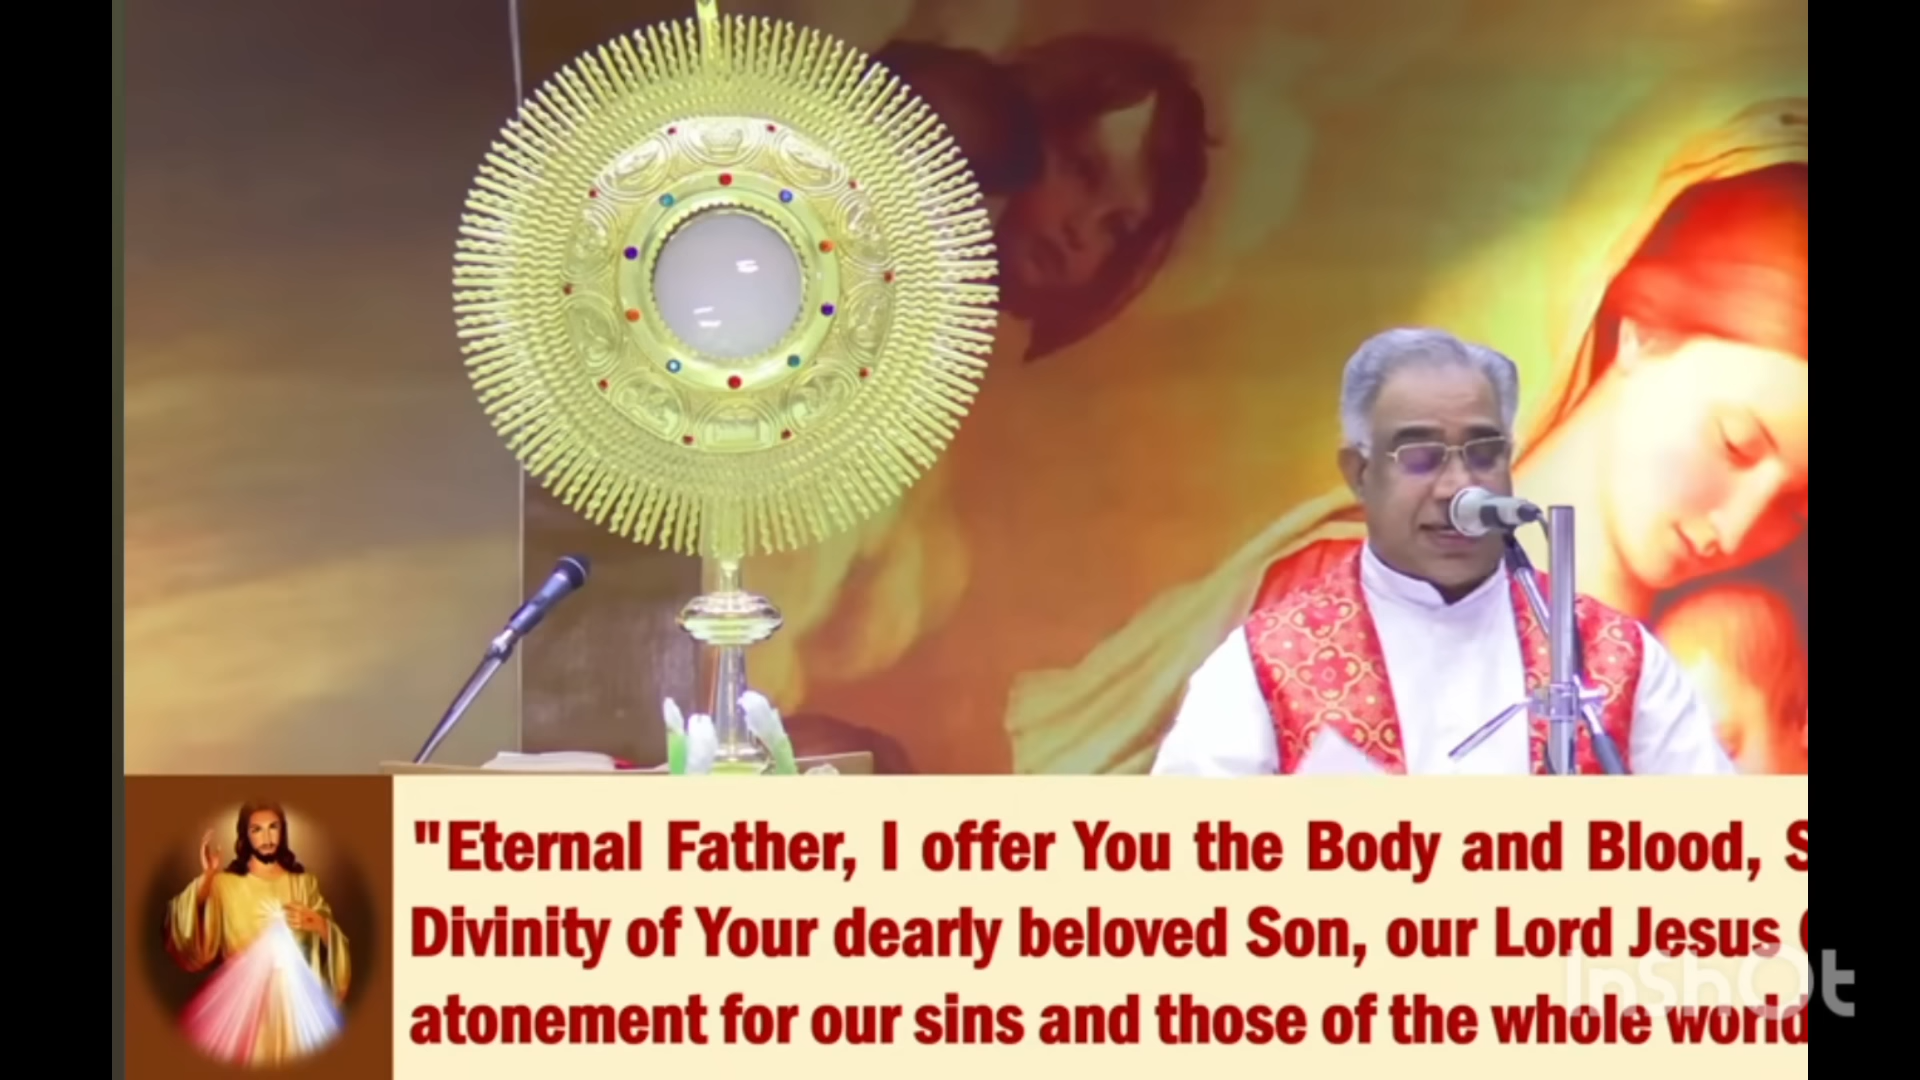 "Eternal Father, I offer You the Body and Blood, S
Divinity of Your dearly beloved Son, our Lord Jesus
atonement for our sins and those of the whole world
InShOt